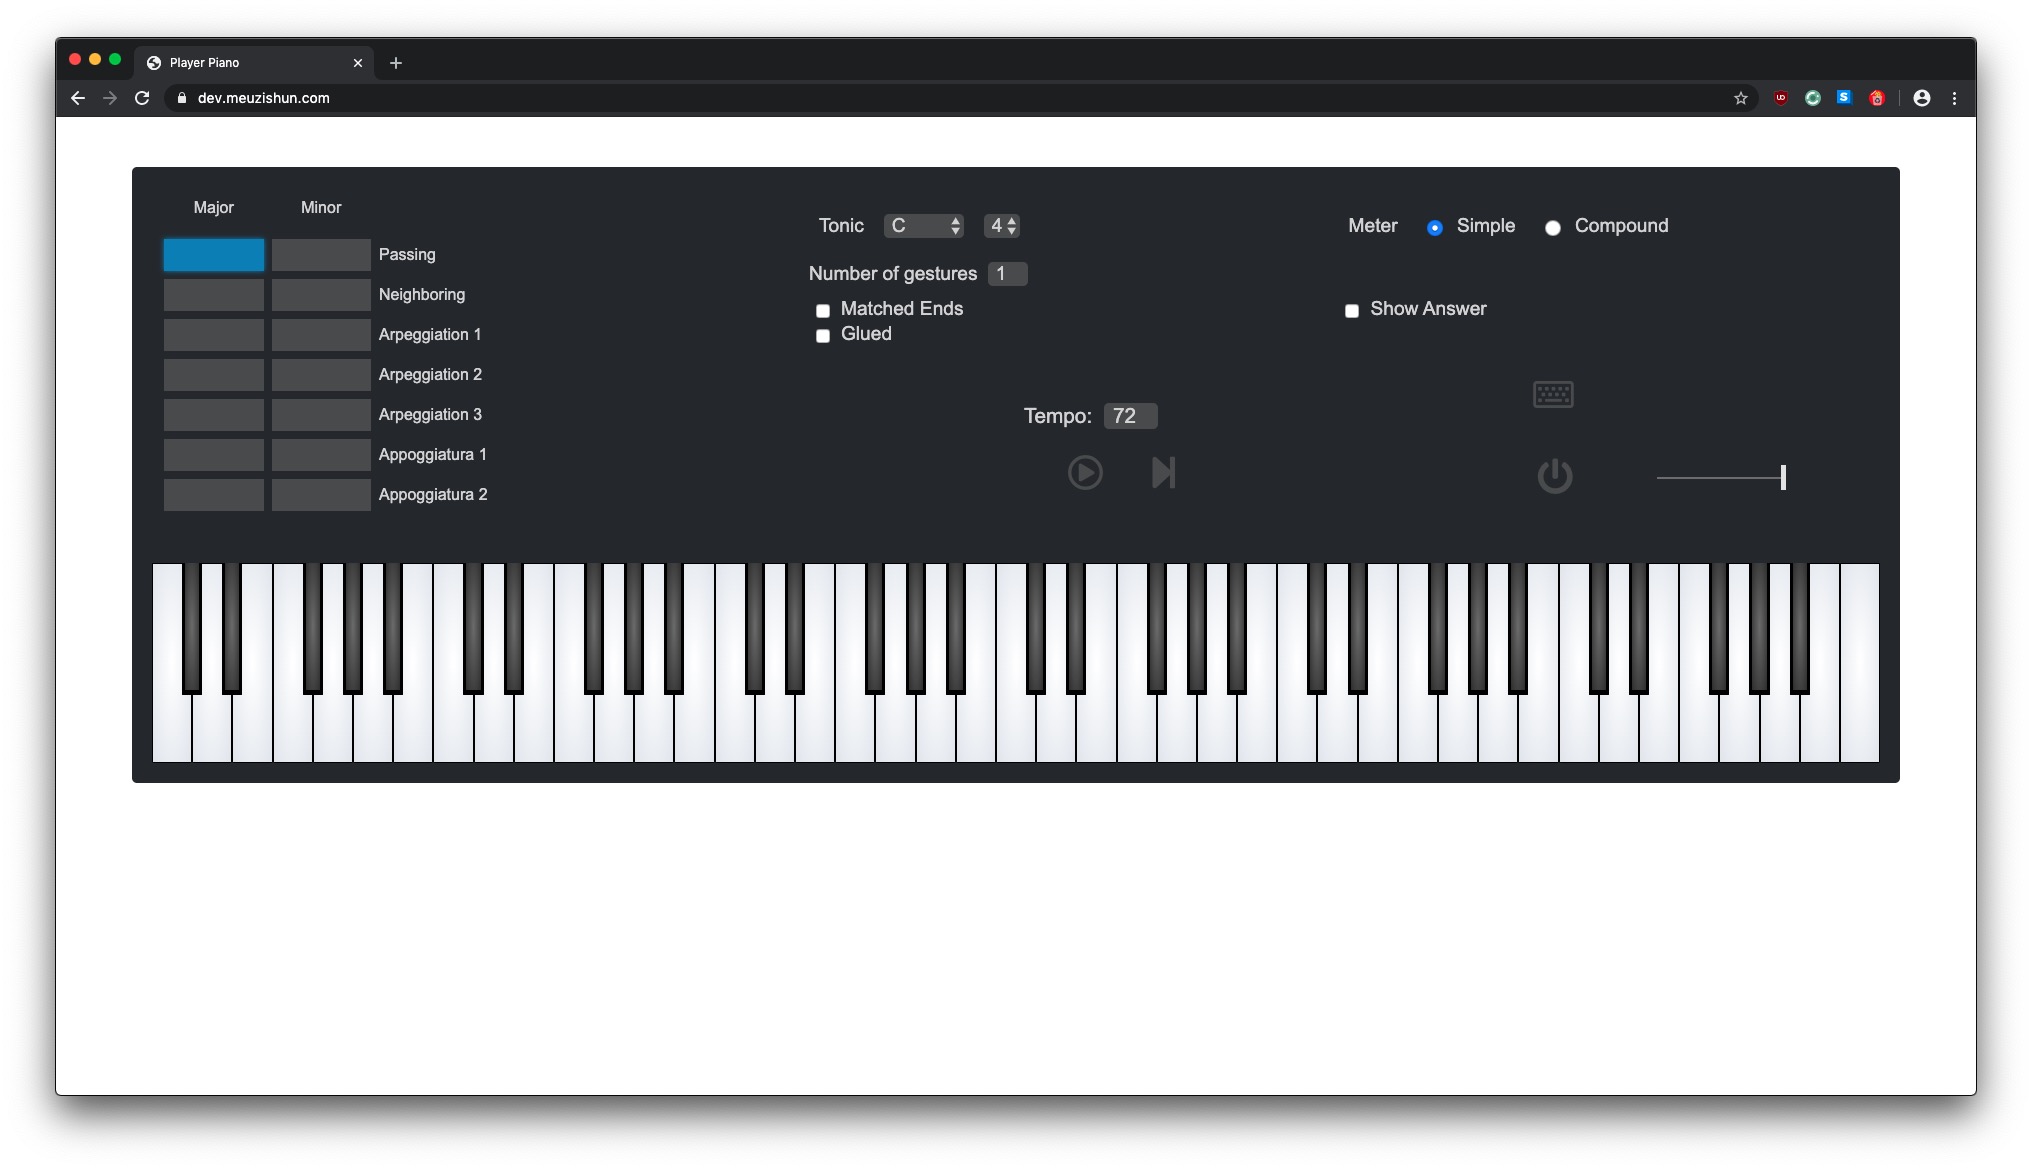 Player Piano
dev.meuzishun.com
UD
S
Major Minor
Passing
Neighboring
Arpeggiation 1
Arpeggiation 2
Arpeggiation 3
Appoggiatura 1
Appoggiatura 2
Tonic C 4
Number of gestures 1
Matched Ends
Glued
Tempo: 72
Meter Simple Compound
Show Answer